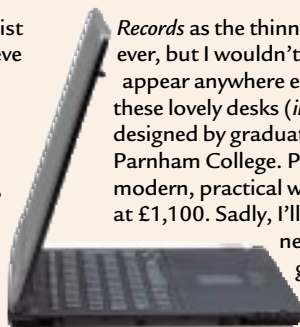 ist
eve
Records as the thinn
ever, but I wouldn't
appear anywhere e
these lovely desks (i
designed by graduat
Parnham College. P
modern, practical w
at £1,100. Sadly, I'll
ne
g